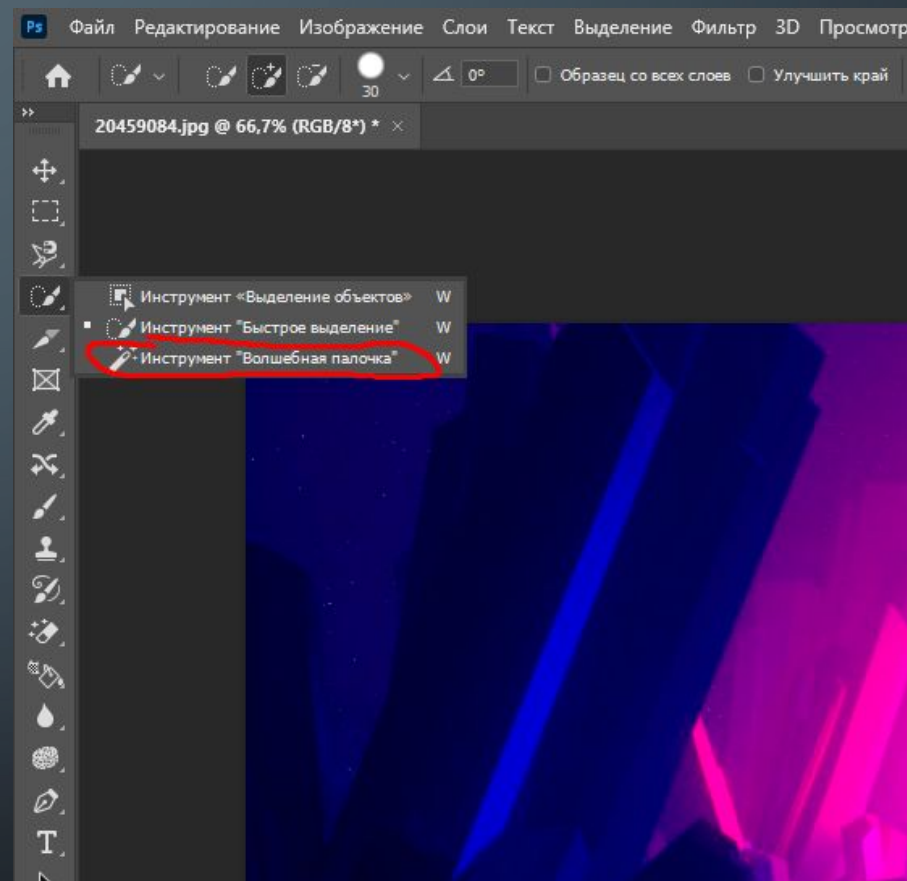 Ps Файл Редактирование Изображение Слои Текст Выделение Фильтр 3D Просмотр
30 0° Образец со всех слоев Улучшить край
20459084.jpg @ 66,7% (RGB/8*) * ×
Инструмент «Выделение объектов» W
Инструмент "Быстрое выделение" W
Инструмент "Волшебная палочка" W